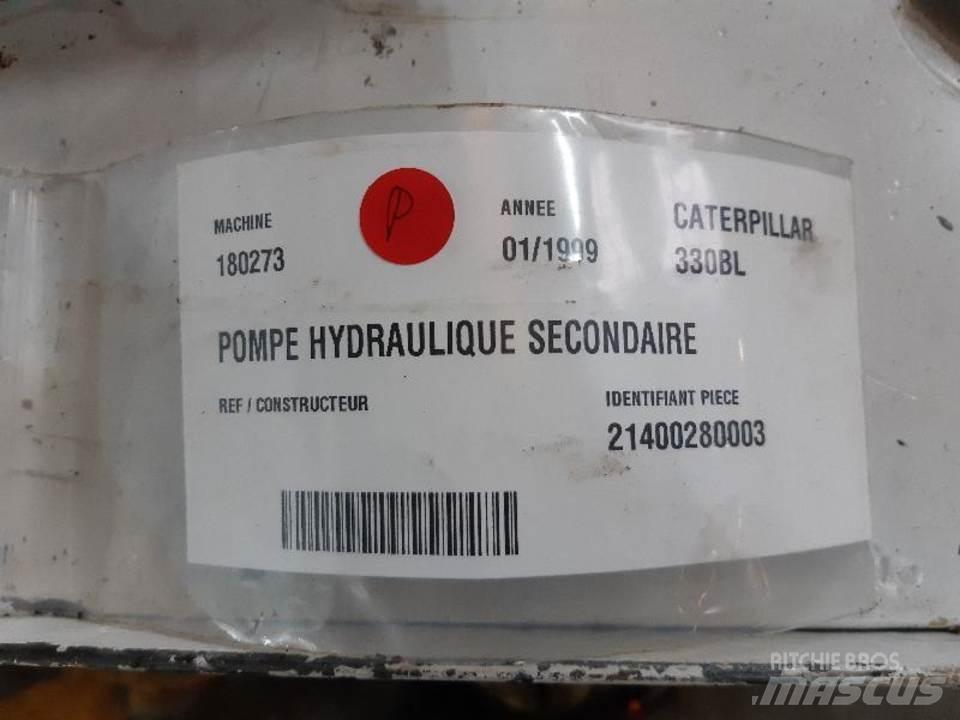 MACHINE
180273
P
ANNEE
01/1999
CATERPILLAR
330BL
POMPE HYDRAULIQUE SECONDAIRE
REF / CONSTRUCTEUR
IDENTIFIANT PIECE
21400280003
RITCHIE BROS.
MASCUS